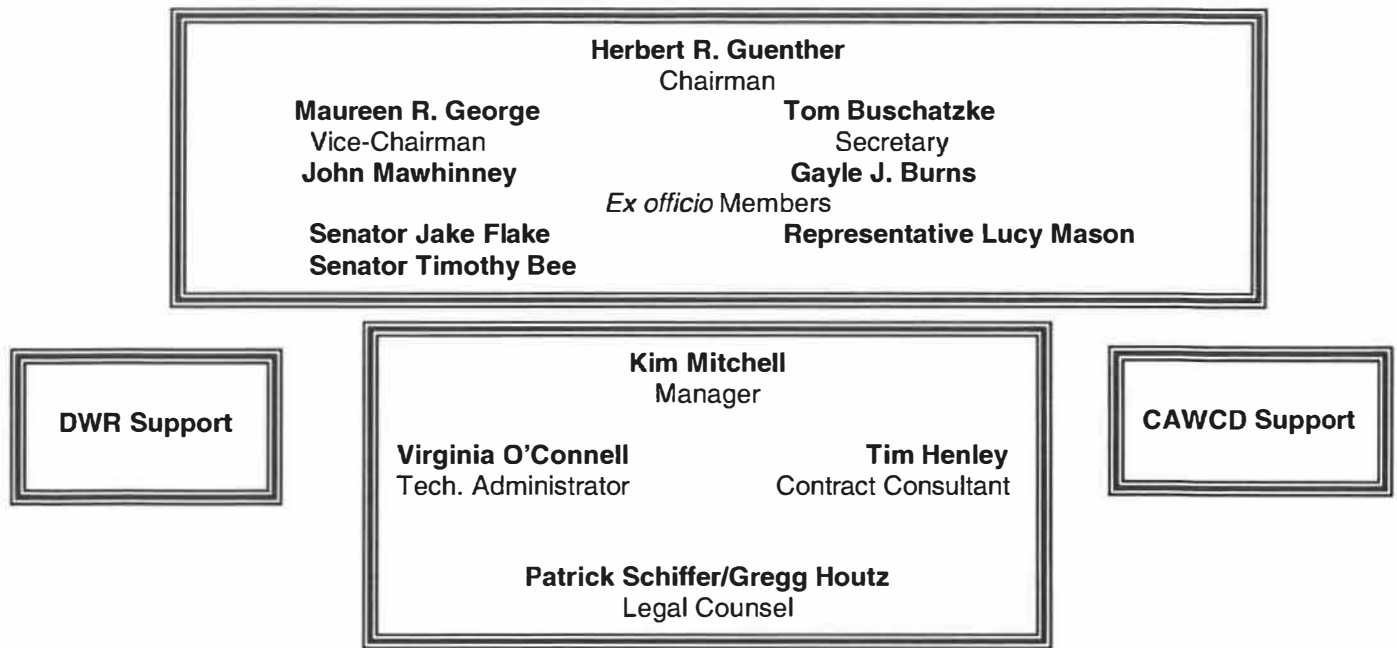 Herbert R. Guenther
Chairman
Maureen R. George Tom Buschatzke
Vice-Chairman Secretary
John Mawhinney Gayle J. Burns
Ex officio Members
Senator Jake Flake Representative Lucy Mason
Senator Timothy Bee
DWR Support
Kim Mitchell
Manager
Virginia O'Connell Tim Henley
Tech. Administrator Contract Consultant
Patrick Schiffer/Gregg Houtz
Legal Counsel
CAWCD Support